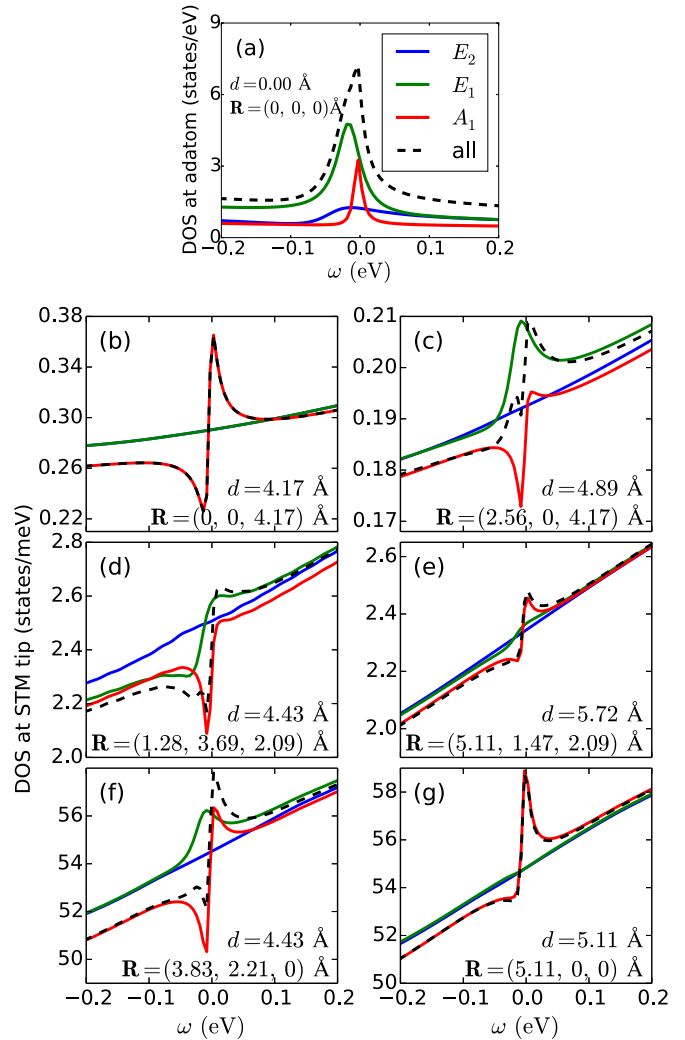 DOS at adatom (states/eV)
9
6
3
0
(a)
d=0.00 Å
R=(0, 0, 0)Å
E₂
E₁
A₁
all
−0.2 −0.1 0.0 0.1 0.2
ω (eV)
DOS at STM tip (states/meV)
0.38
0.34
0.30
0.26
0.22
(b)
d=4.17 Å
R=(0, 0, 4.17) Å
0.21
0.20
0.19
0.18
0.17
(c)
d=4.89 Å
R=(2.56, 0, 4.17) Å
2.8
2.6
2.4
2.2
2.0
(d)
d=4.43 Å
R=(1.28, 3.69, 2.09) Å
2.6
2.4
2.2
2.0
(e)
d=5.72 Å
R=(5.11, 1.47, 2.09) Å
56
54
52
50
(f)
d=4.43 Å
R=(3.83, 2.21, 0) Å
−0.2 −0.1 0.0 0.1 0.2
ω (eV)
58
56
54
52
50
(g)
d=5.11 Å
R=(5.11, 0, 0) Å
−0.2 −0.1 0.0 0.1 0.2
ω (eV)